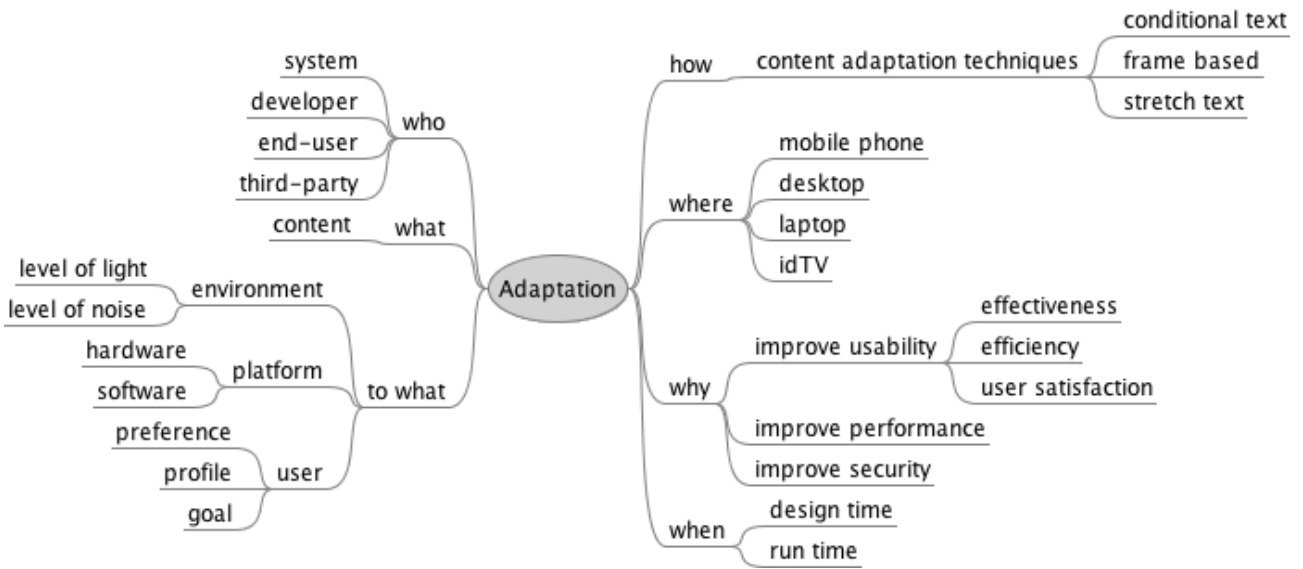 Adaptation
who
system
developer
end-user
third-party
what
content
to what
environment
level of light
level of noise
platform
hardware
software
user
preference
profile
goal
how
content adaptation techniques
conditional text
frame based
stretch text
where
mobile phone
desktop
laptop
idTV
why
improve usability
effectiveness
efficiency
user satisfaction
improve performance
improve security
when
design time
run time